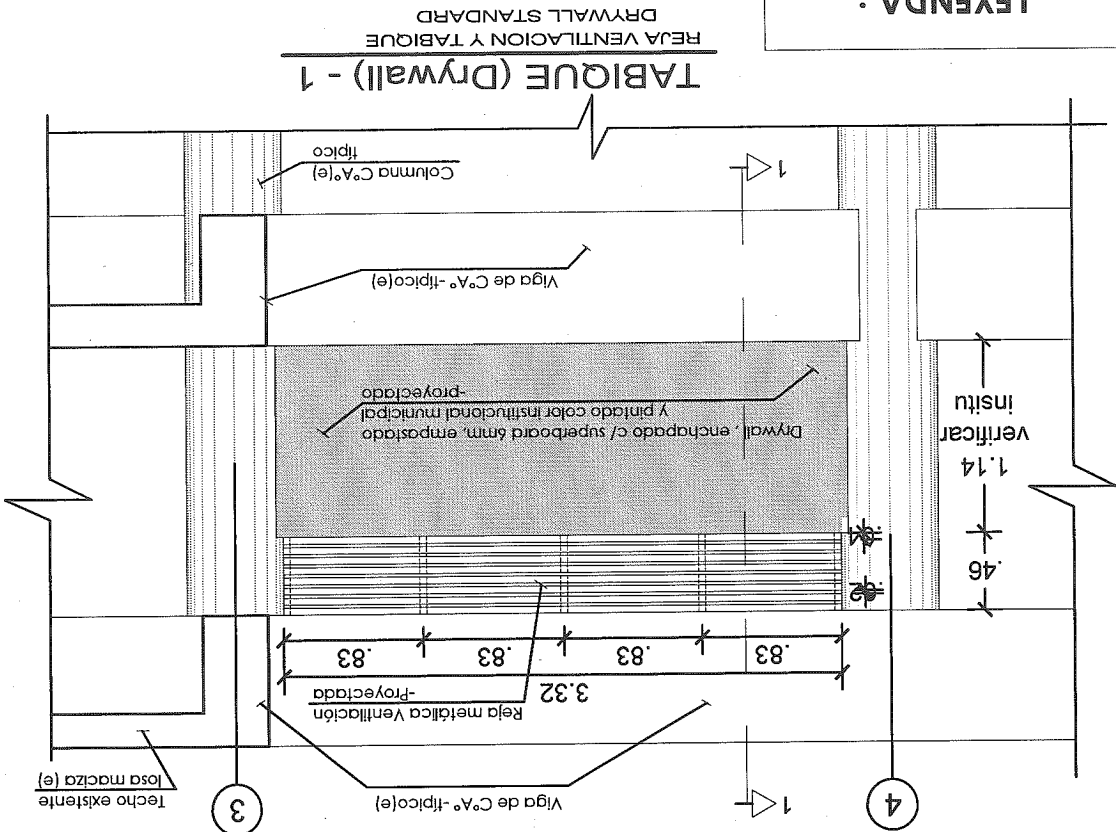 4
1
Viga de C°A°-típico(e)
3
Techo existente
losa maciza (e)
3.32
Reja metálica Ventilación
-Proyectada
.83 .83 .83 .83
.46
.02
.04
1.14
verificar
insitu
Drywall, enchapado c/ superboard 6mm, empastado
y pintado color institucional municipal
-proyectado
Viga de C°A°-típico(e)
Columna C°A°(e)
típico
1
TABIQUE (Drywall) - 1
REJA VENTILACION Y TABIQUE
DRYWALL STANDARD
LEYENDA :